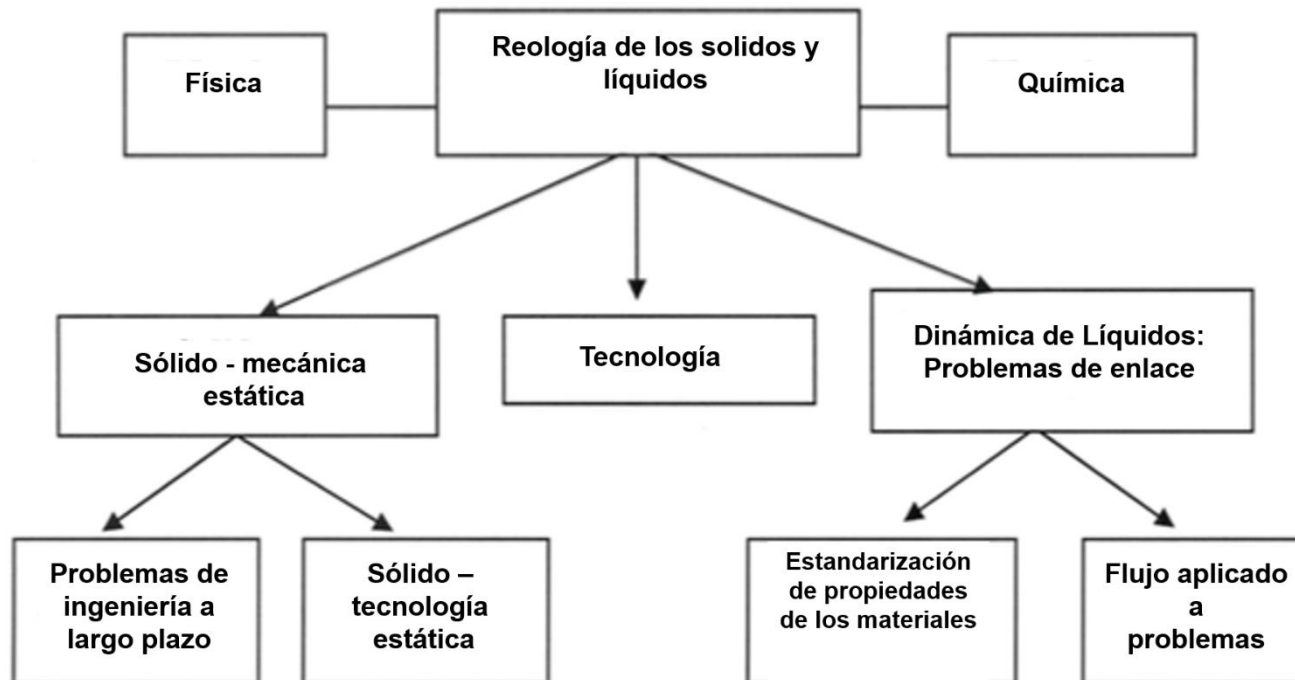 Física
Reología de los solidos y
líquidos
Química
Sólido - mecánica
estática
Tecnología
Dinámica de Líquidos:
Problemas de enlace
Problemas de
ingeniería a
largo plazo
Sólido –
tecnología
estática
Estandarización
de propiedades
de los materiales
Flujo aplicado
a
problemas